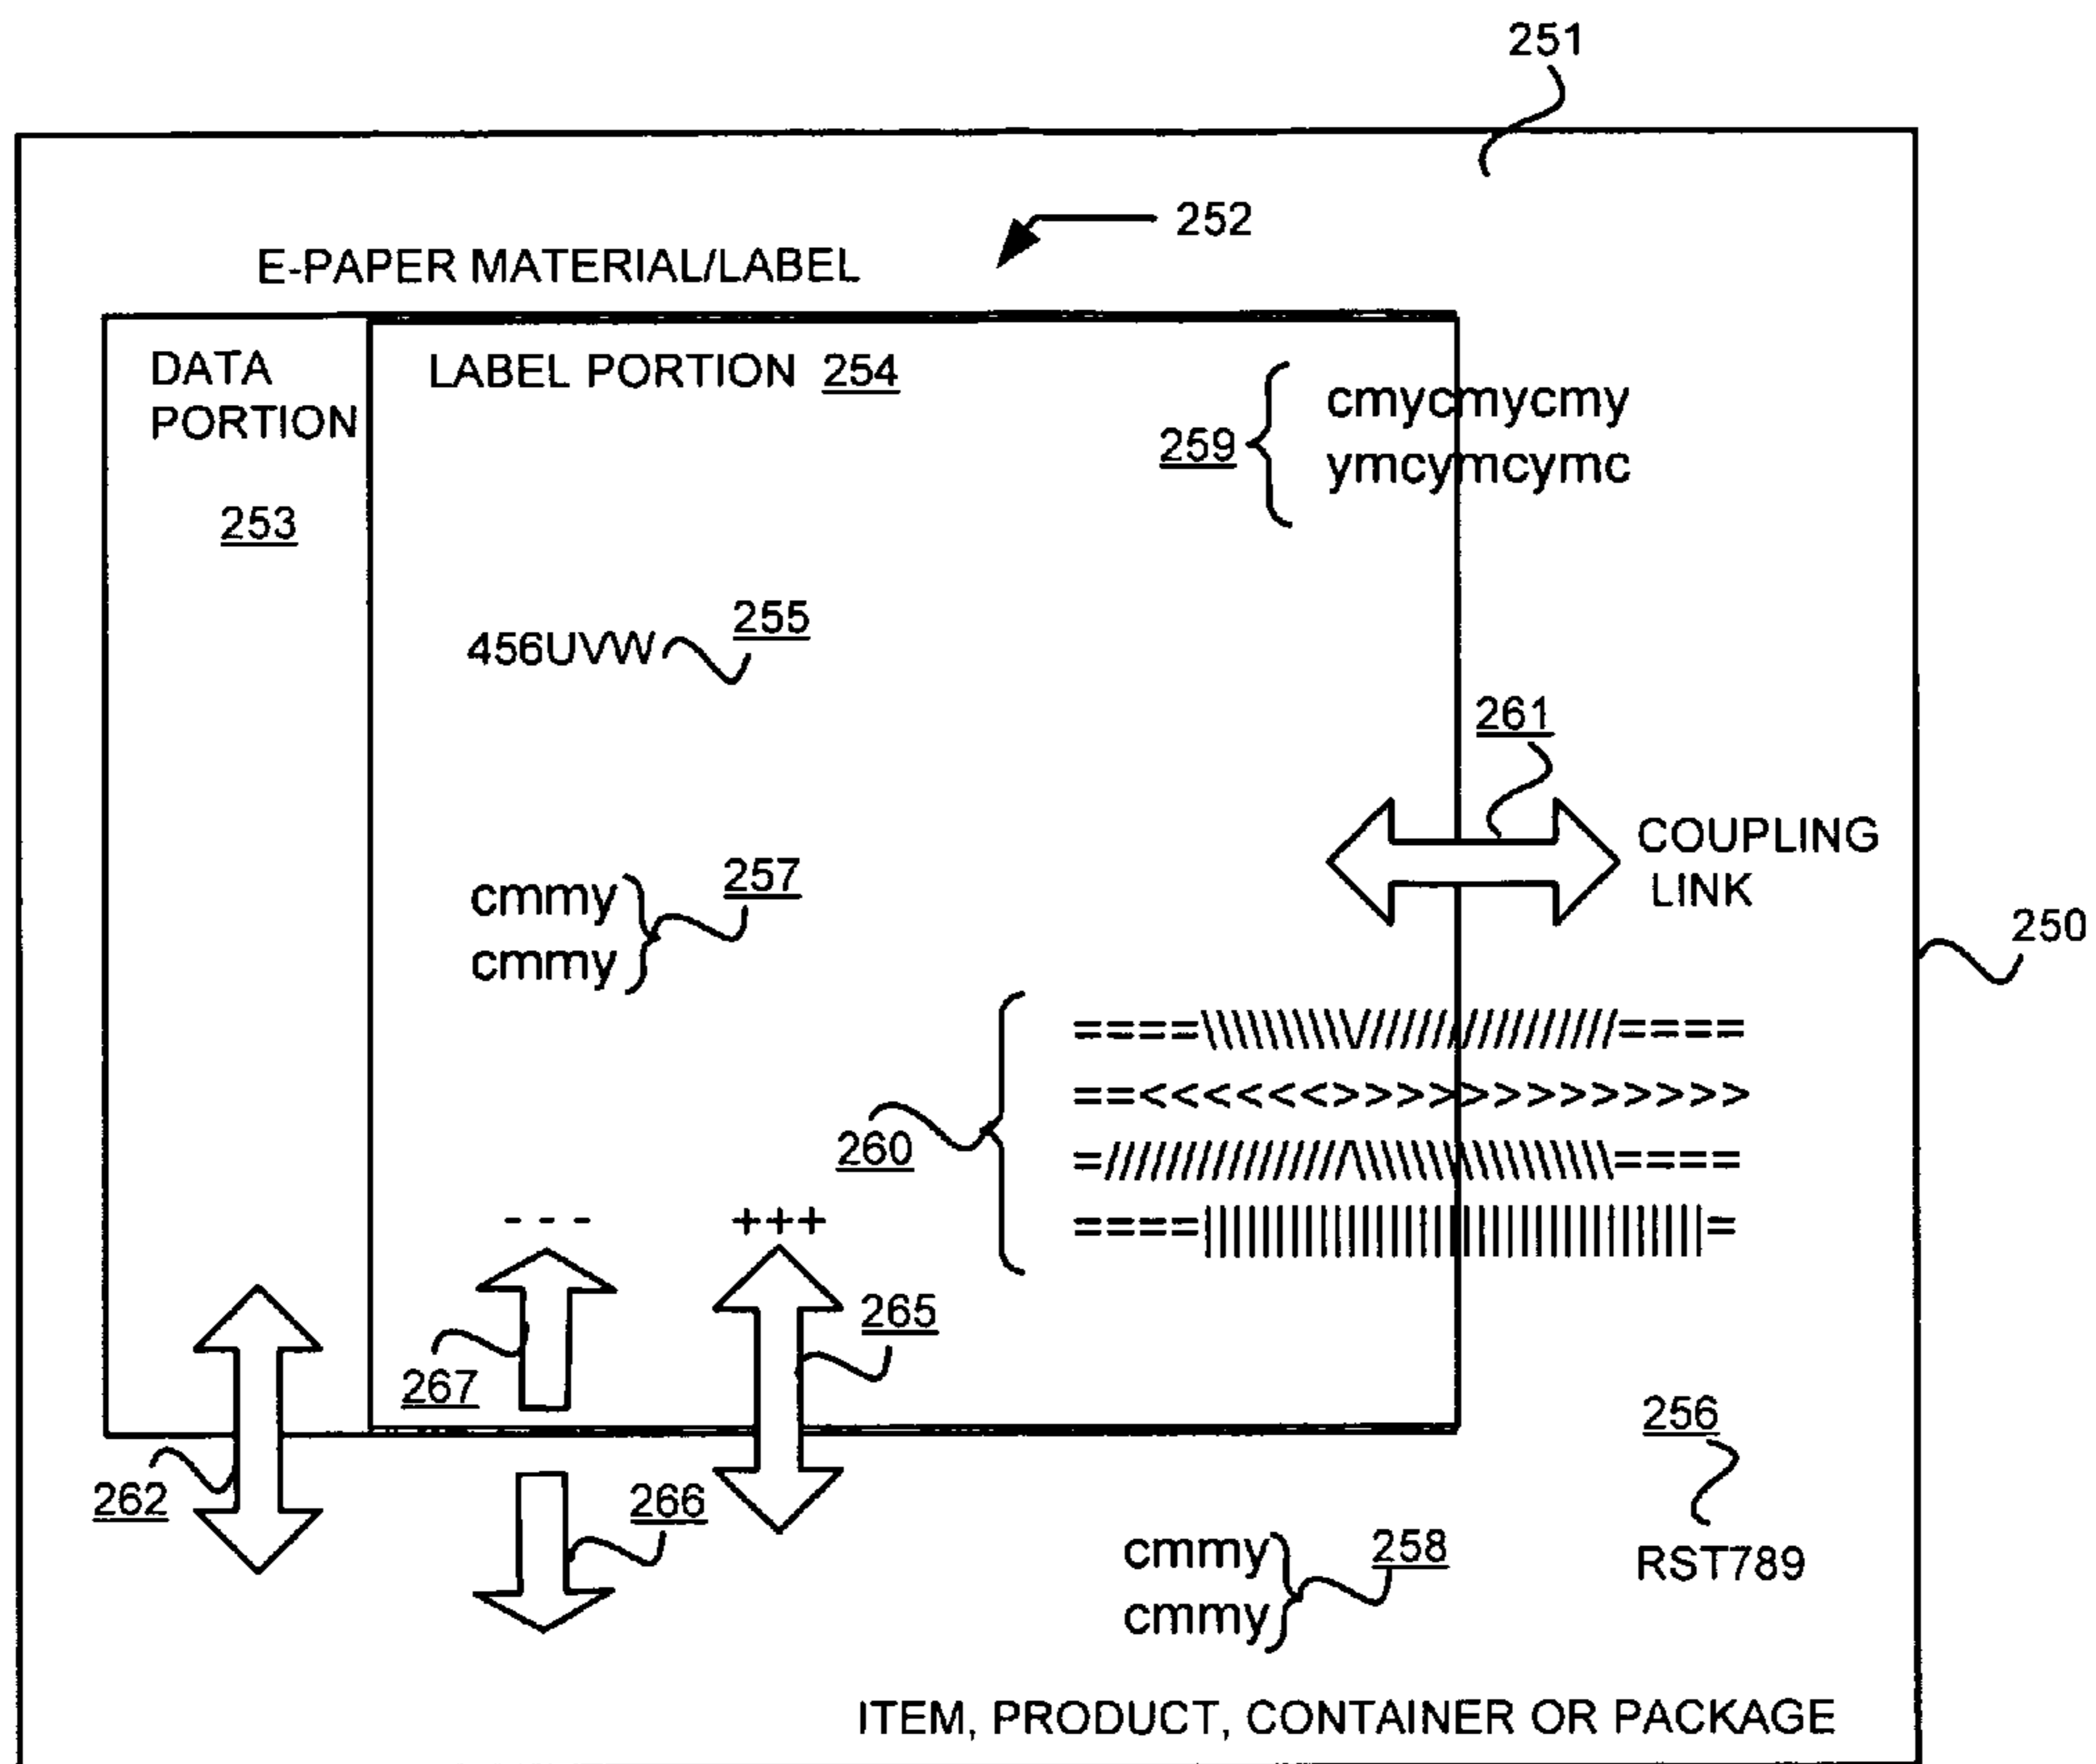 251
252
E-PAPER MATERIAL/LABEL
DATA PORTION
253
LABEL PORTION 254
259
cmycmycmy
ymcymcymc
456UVW
255
261
COUPLING LINK
250
cmmy
cmmy
257
260
- - -
+++
265
267
262
266
256
RST789
cmmy
cmmy
258
ITEM, PRODUCT, CONTAINER OR PACKAGE